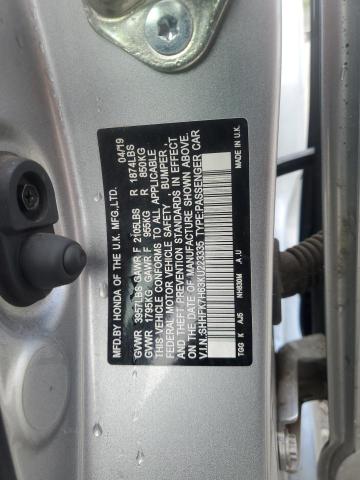 MFD.BY HONDA OF THE U.K. MFG.,LTD. 04/19
GVWR 3957LBS GAWR F 2105LBS R 1874LBS
GVWR 1795KG GAWR F 955KG R 850KG
THIS VEHICLE CONFORMS TO ALL APPLICABLE
FEDERAL MOTOR VEHICLE SAFETY , BUMPER ,
AND THEFT PREVENTION STANDARDS IN EFFECT
ON THE DATE OF MANUFACTURE SHOWN ABOVE.
V.I.N.:SHHFK7H83KU223335 TYPE:PASSENGER CAR
TGG K AJ5 NH830M A.U MADE IN U.K.